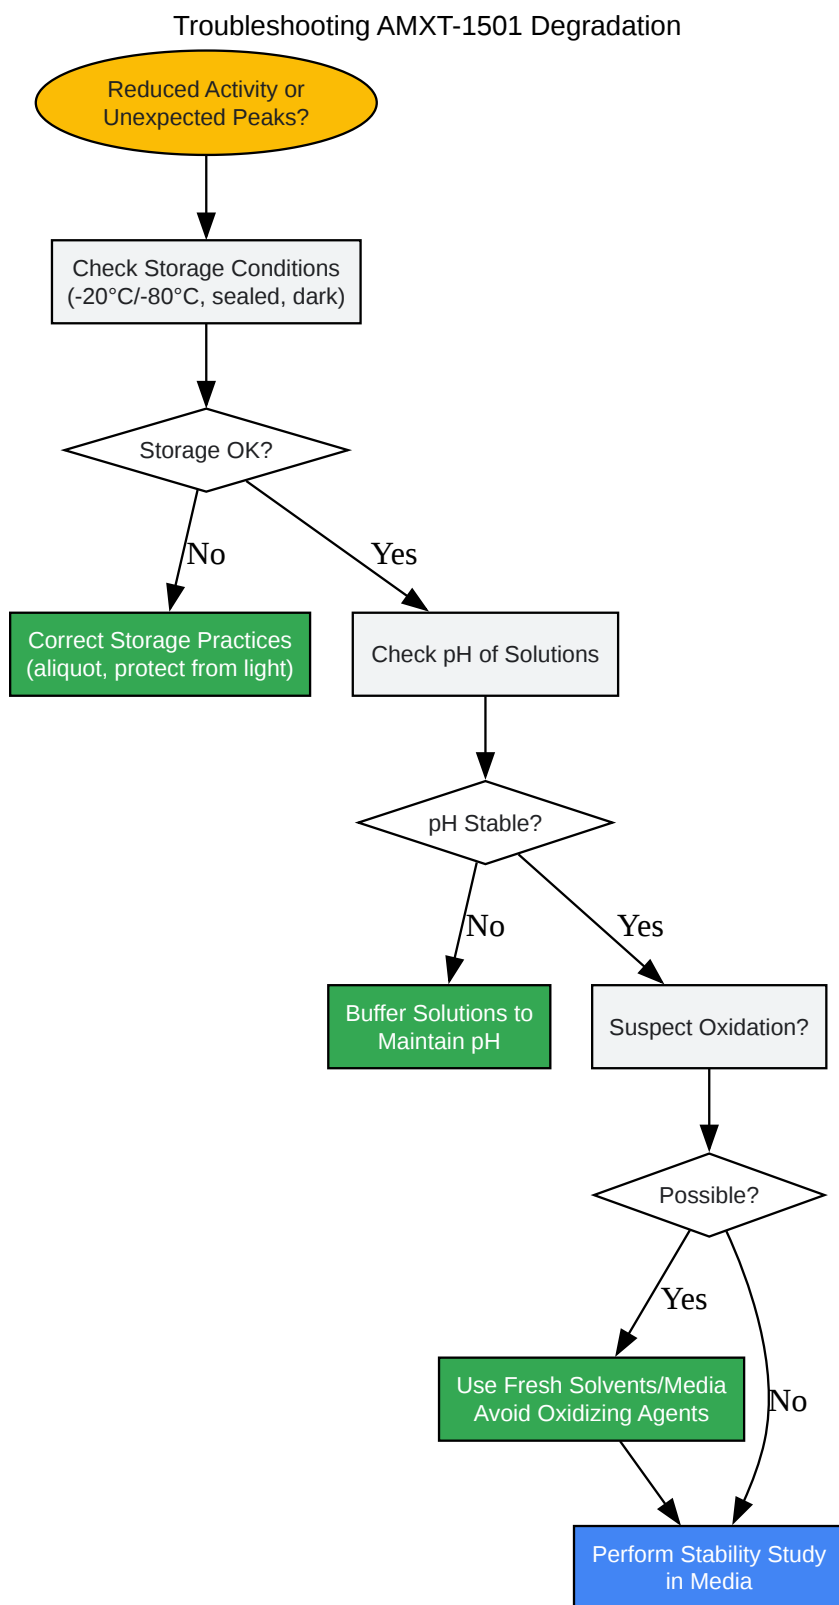 Troubleshooting AMXT-1501 Degradation
Reduced Activity or
Unexpected Peaks?
Check Storage Conditions
(-20°C/-80°C, sealed, dark)
Storage OK?
No
Yes
Correct Storage Practices
(aliquot, protect from light)
Check pH of Solutions
pH Stable?
No
Yes
Buffer Solutions to
Maintain pH
Suspect Oxidation?
Possible?
Yes
Use Fresh Solvents/Media
Avoid Oxidizing Agents
No
Perform Stability Study
in Media